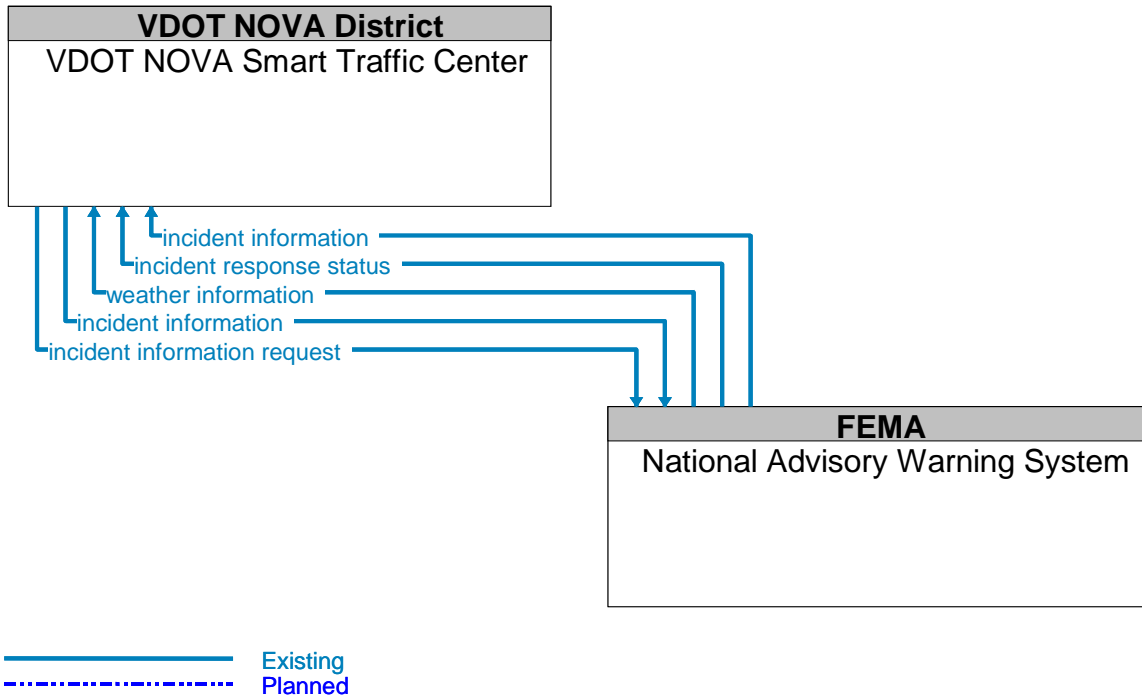 VDOT NOVA District
VDOT NOVA Smart Traffic Center
incident information
incident response status
weather information
incident information
incident information request
FEMA
National Advisory Warning System
Existing
Planned